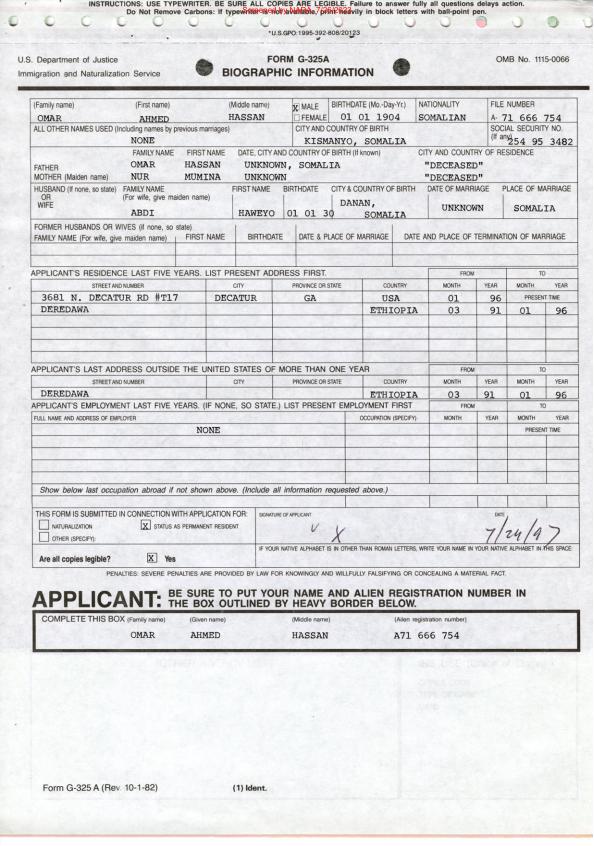 INSTRUCTIONS: USE TYPEWRITER. BE SURE ALL COPIES ARE LEGIBLE. Failure to answer fully all questions delays action.
Do Not Remove Carbons: If typewriter is not available, print heavily in block letters with ball-point pen.
*U.S.GPO:1995-392-808/20123
U.S. Department of Justice
Immigration and Naturalization Service
FORM G-325A
BIOGRAPHIC INFORMATION
OMB No. 1115-0066
(Family name) (First name) (Middle name) X MALE BIRTHDATE (Mo.-Day-Yr.) NATIONALITY FILE NUMBER
OMAR AHMED HASSAN FEMALE 01 01 1904 SOMALIAN A- 71 666 754
ALL OTHER NAMES USED (Including names by previous marriages) CITY AND COUNTRY OF BIRTH SOCIAL SECURITY NO. (If any)
NONE KISMANYO, SOMALIA 254 95 3482
FAMILY NAME FIRST NAME DATE, CITY AND COUNTRY OF BIRTH (If known) CITY AND COUNTRY OF RESIDENCE
FATHER OMAR HASSAN UNKNOWN, SOMALIA "DECEASED"
MOTHER (Maiden name) NUR MUMINA UNKNOWN "DECEASED"
HUSBAND (If none, so state) OR WIFE FAMILY NAME (For wife, give maiden name) FIRST NAME BIRTHDATE CITY & COUNTRY OF BIRTH DATE OF MARRIAGE PLACE OF MARRIAGE
ABDI HAWEYO 01 01 30 DANAN, SOMALIA UNKNOWN SOMALIA
FORMER HUSBANDS OR WIVES (if none, so state)
FAMILY NAME (For wife, give maiden name) FIRST NAME BIRTHDATE DATE & PLACE OF MARRIAGE DATE AND PLACE OF TERMINATION OF MARRIAGE
APPLICANT'S RESIDENCE LAST FIVE YEARS. LIST PRESENT ADDRESS FIRST. FROM TO
STREET AND NUMBER CITY PROVINCE OR STATE COUNTRY MONTH YEAR MONTH YEAR
3681 N. DECATUR RD #T17 DECATUR GA USA 01 96 PRESENT TIME
DEREDAWA ETHIOPIA 03 91 01 96
APPLICANT'S LAST ADDRESS OUTSIDE THE UNITED STATES OF MORE THAN ONE YEAR FROM TO
STREET AND NUMBER CITY PROVINCE OR STATE COUNTRY MONTH YEAR MONTH YEAR
DEREDAWA ETHIOPIA 03 91 01 96
APPLICANT'S EMPLOYMENT LAST FIVE YEARS. (IF NONE, SO STATE.) LIST PRESENT EMPLOYMENT FIRST FROM TO
FULL NAME AND ADDRESS OF EMPLOYER OCCUPATION (SPECIFY) MONTH YEAR MONTH YEAR
NONE PRESENT TIME
Show below last occupation abroad if not shown above. (Include all information requested above.)
THIS FORM IS SUBMITTED IN CONNECTION WITH APPLICATION FOR: SIGNATURE OF APPLICANT DATE
NATURALIZATION X STATUS AS PERMANENT RESIDENT X 7/24/97
OTHER (SPECIFY):
Are all copies legible? X Yes
IF YOUR NATIVE ALPHABET IS IN OTHER THAN ROMAN LETTERS, WRITE YOUR NAME IN YOUR NATIVE ALPHABET IN THIS SPACE
PENALTIES: SEVERE PENALTIES ARE PROVIDED BY LAW FOR KNOWINGLY AND WILLFULLY FALSIFYING OR CONCEALING A MATERIAL FACT.
APPLICANT: BE SURE TO PUT YOUR NAME AND ALIEN REGISTRATION NUMBER IN
THE BOX OUTLINED BY HEAVY BORDER BELOW.
COMPLETE THIS BOX (Family name) (Given name) (Middle name) (Alien registration number)
OMAR AHMED HASSAN A71 666 754
Form G-325 A (Rev. 10-1-82) (1) Ident.